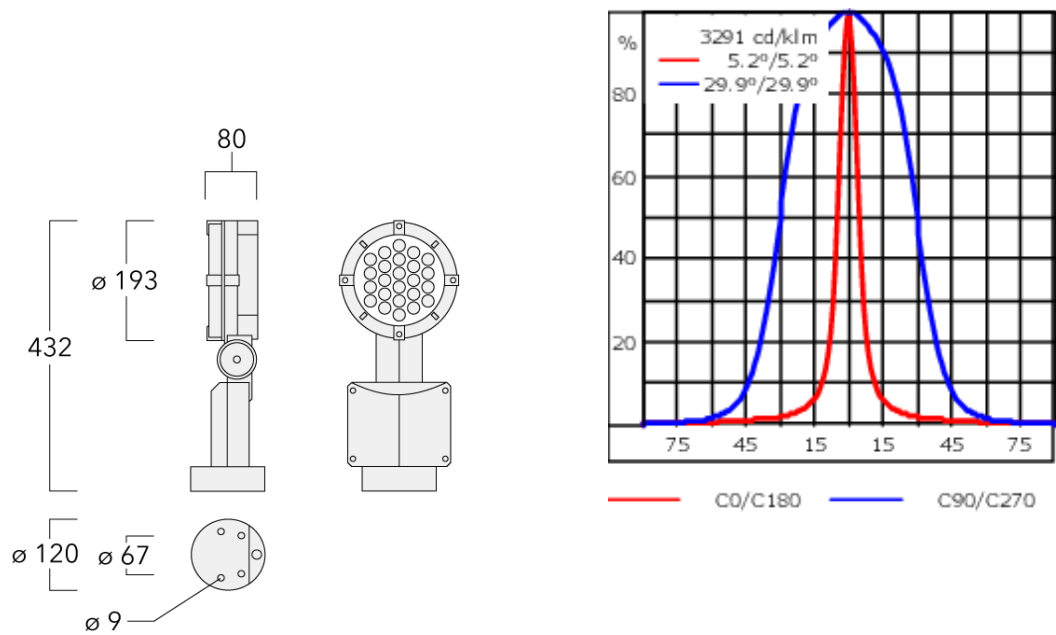 80
ø 193
432
ø 120
ø 67
ø 9
%
3291 cd/klm
5.2º/5.2º
29.9º/29.9º
80
60
40
20
75 45 15 15 45 75
C0/C180 C90/C270